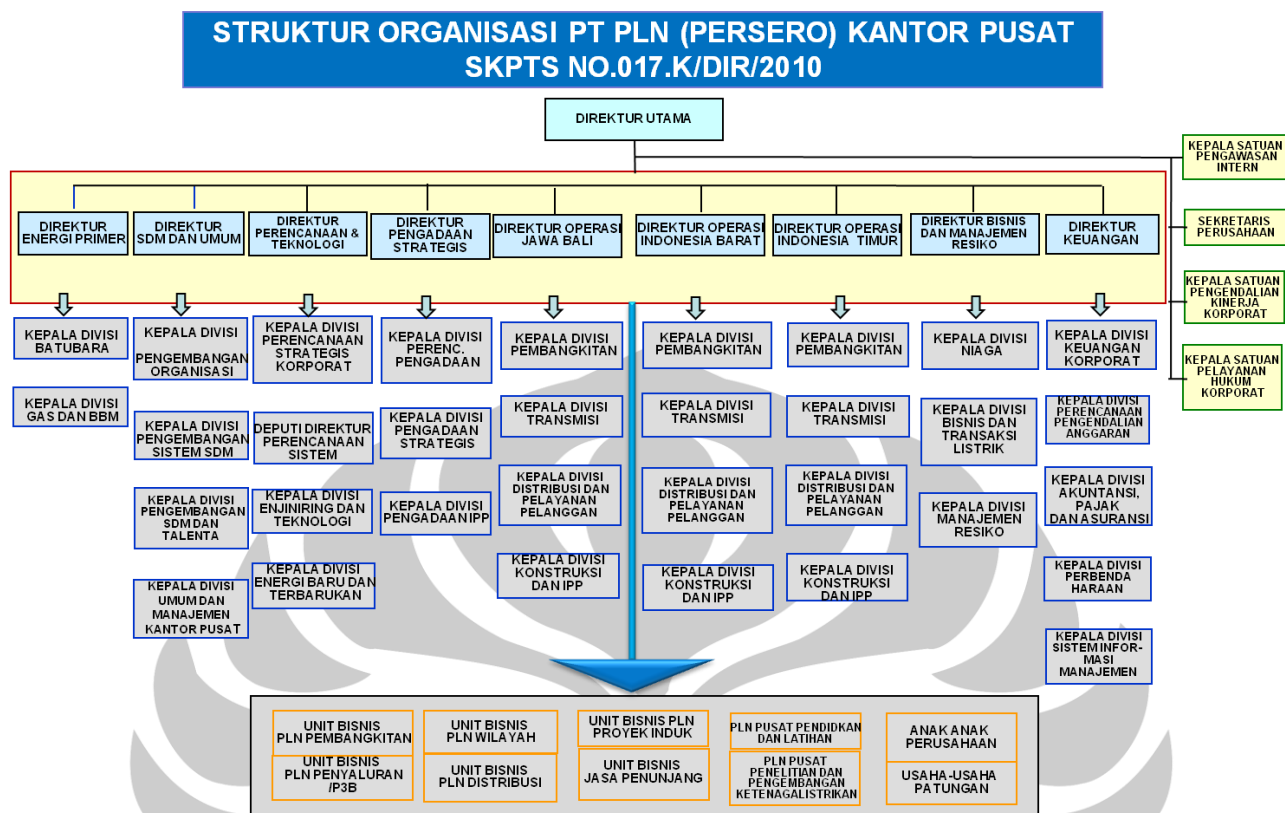 STRUKTUR ORGANISASI PT PLN (PERSERO) KANTOR PUSAT
SKPTS NO.017.K/DIR/2010
DIREKTUR UTAMA
KEPALA SATUAN
PENGAWASAN
INTERN
SEKRETARIS
PERUSAHAAN
KEPALA SATUAN
PENGENDALIAN
KINERJA
KORPORAT
KEPALA SATUAN
PELAYANAN
HUKUM
KORPORAT
DIREKTUR
ENERGI PRIMER
DIREKTUR
SDM DAN UMUM
DIREKTUR
PERENCANAAN &
TEKNOLOGI
DIREKTUR
PENGADAAN
STRATEGIS
DIREKTUR OPERASI
JAWA BALI
DIREKTUR OPERASI
INDONESIA BARAT
DIREKTUR OPERASI
INDONESIA TIMUR
DIREKTUR BISNIS
DAN MANAJEMEN
RESIKO
DIREKTUR
KEUANGAN
KEPALA DIVISI
BATUBARA
KEPALA DIVISI
GAS DAN BBM
KEPALA DIVISI
PENGEMBANGAN
ORGANISASI
KEPALA DIVISI
PENGEMBANGAN
SISTEM SDM
KEPALA DIVISI
PENGEMBANGAN
SDM DAN
TALENTA
KEPALA DIVISI
UMUM DAN
MANAJEMEN
KANTOR PUSAT
KEPALA DIVISI
PERENCANAAN
STRATEGIS
KORPORAT
DEPUTI DIREKTUR
PERENCANAAN
SISTEM
KEPALA DIVISI
ENJINIRING DAN
TEKNOLOGI
KEPALA DIVISI
ENERGI BARU DAN
TERBARUKAN
KEPALA DIVISI
PERENC.
PENGADAAN
KEPALA DIVISI
PENGADAAN
STRATEGIS
KEPALA DIVISI
PENGADAAN IPP
KEPALA DIVISI
PEMBANGKITAN
KEPALA DIVISI
TRANSMISI
KEPALA DIVISI
DISTRIBUSI DAN
PELAYANAN
PELANGGAN
KEPALA DIVISI
KONSTRUKSI
DAN IPP
KEPALA DIVISI
PEMBANGKITAN
KEPALA DIVISI
TRANSMISI
KEPALA DIVISI
DISTRIBUSI DAN
PELAYANAN
PELANGGAN
KEPALA DIVISI
KONSTRUKSI
DAN IPP
KEPALA DIVISI
PEMBANGKITAN
KEPALA DIVISI
TRANSMISI
KEPALA DIVISI
DISTRIBUSI DAN
PELAYANAN
PELANGGAN
KEPALA DIVISI
KONSTRUKSI
DAN IPP
KEPALA DIVISI
NIAGA
KEPALA DIVISI
BISNIS DAN
TRANSAKSI
LISTRIK
KEPALA DIVISI
MANAJEMEN
RESIKO
KEPALA DIVISI
KEUANGAN
KORPORAT
KEPALA DIVISI
PERENCANAAN
PENGENDALIAN
ANGGARAN
KEPALA DIVISI
AKUNTANSI,
PAJAK
DAN ASURANSI
KEPALA DIVISI
PERBENDA
HARAAN
KEPALA DIVISI
SISTEM INFOR-
MASI
MANAJEMEN
UNIT BISNIS
PLN PEMBANGKITAN
UNIT BISNIS
PLN WILAYAH
UNIT BISNIS PLN
PROYEK INDUK
PLN PUSAT PENDIDKAN
DAN LATIHAN
ANAK ANAK
PERUSAHAAN
UNIT BISNIS
PLN PENYALURAN
/P3B
UNIT BISNIS
PLN DISTRIBUSI
UNIT BISNIS
JASA PENUNJANG
PLN PUSAT
PENELITIAN DAN
PENGEMBANGAN
KETENAGALISTRIKAN
USAHA-USAHA
PATUNGAN